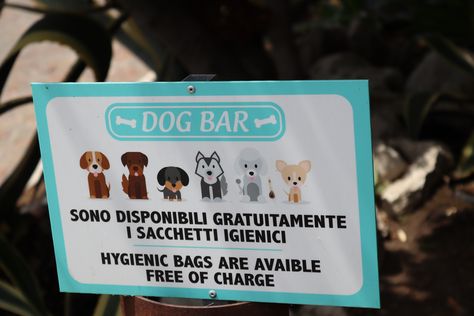 DOG BAR
SONO DISPONIBILI GRATUITAMENTE
I SACCHETTI IGIENICI
HYGIENIC BAGS ARE AVAIBLE
FREE OF CHARGE